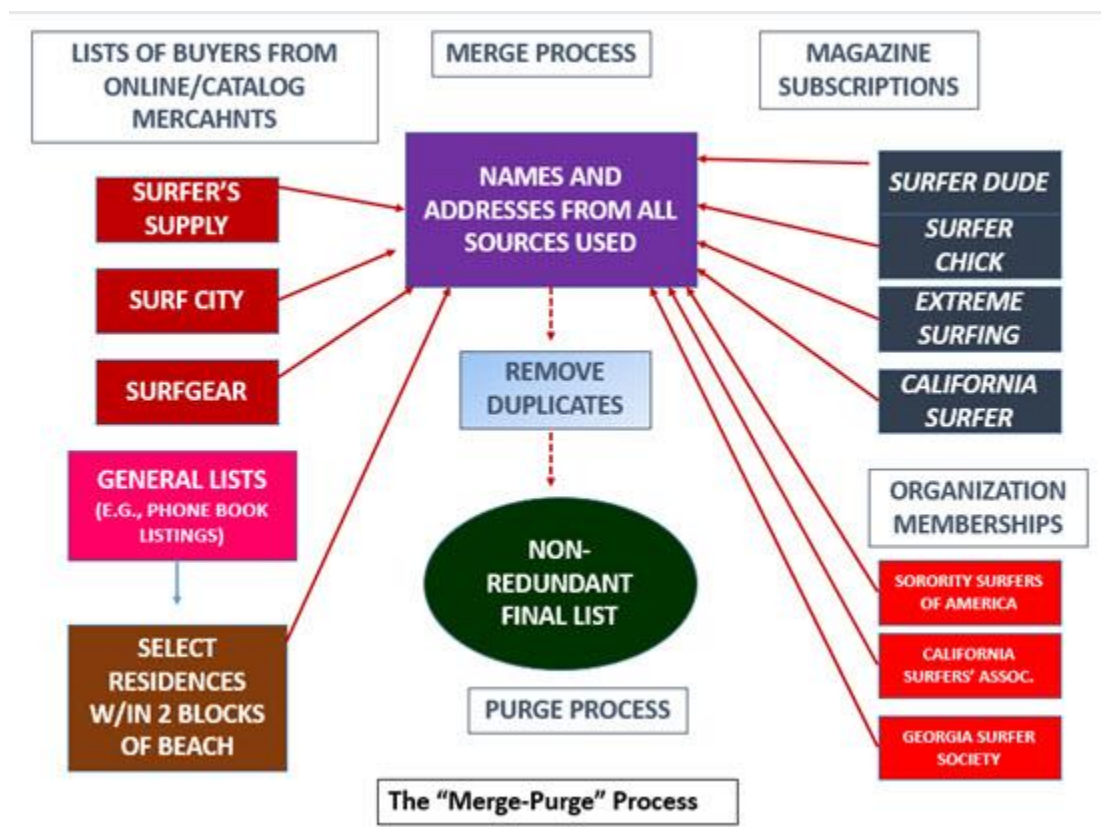 LISTS OF BUYERS FROM
ONLINE/CATALOG
MERCAHNTS
MERGE PROCESS
MAGAZINE
SUBSCRIPTIONS
NAMES AND
ADDRESSES FROM ALL
SOURCES USED
SURFER'S
SUPPLY
SURF CITY
SURFGEAR
GENERAL LISTS
(E.G., PHONE BOOK
LISTINGS)
SELECT
RESIDENCES
W/IN 2 BLOCKS
OF BEACH
REMOVE
DUPLICATES
NON-
REDUNDANT
FINAL LIST
PURGE PROCESS
SURFER DUDE
SURFER
CHICK
EXTREME
SURFING
CALIFORNIA
SURFER
ORGANIZATION
MEMBERSHIPS
SORORITY SURFERS
OF AMERICA
CALIFORNIA
SURFERS' ASSOC.
GEORGIA SURFER
SOCIETY
The “Merge-Purge” Process